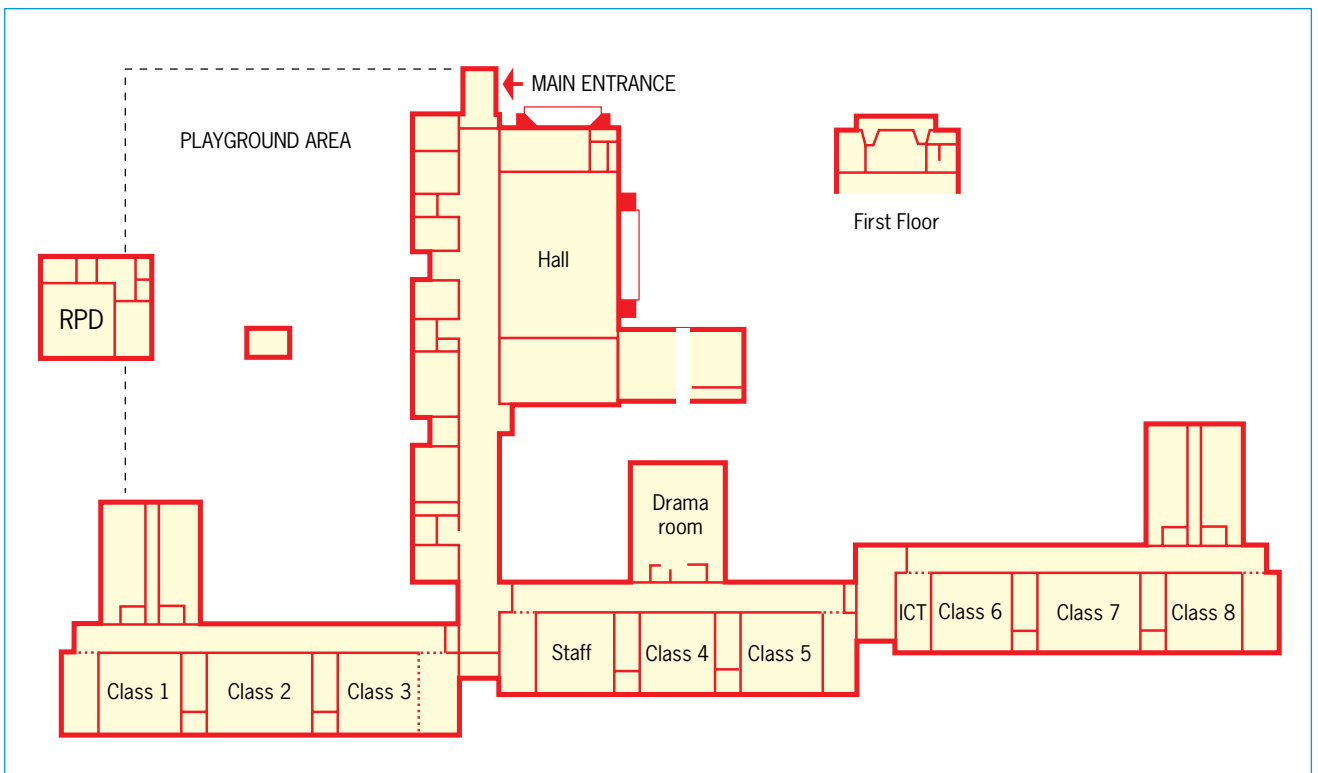 MAIN ENTRANCE
PLAYGROUND AREA
First Floor
Hall
RPD
Drama
room
ICT
Class 6
Class 7
Class 8
Staff
Class 4
Class 5
Class 1
Class 2
Class 3